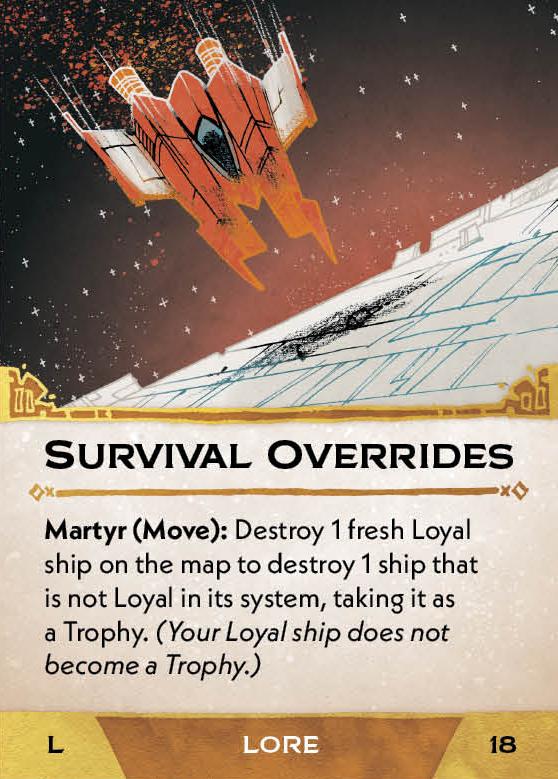 SURVIVAL OVERRIDES
Martyr (Move): Destroy 1 fresh Loyal
ship on the map to destroy 1 ship that
is not Loyal in its system, taking it as
a Trophy. (Your Loyal ship does not
become a Trophy.)
L LORE 18